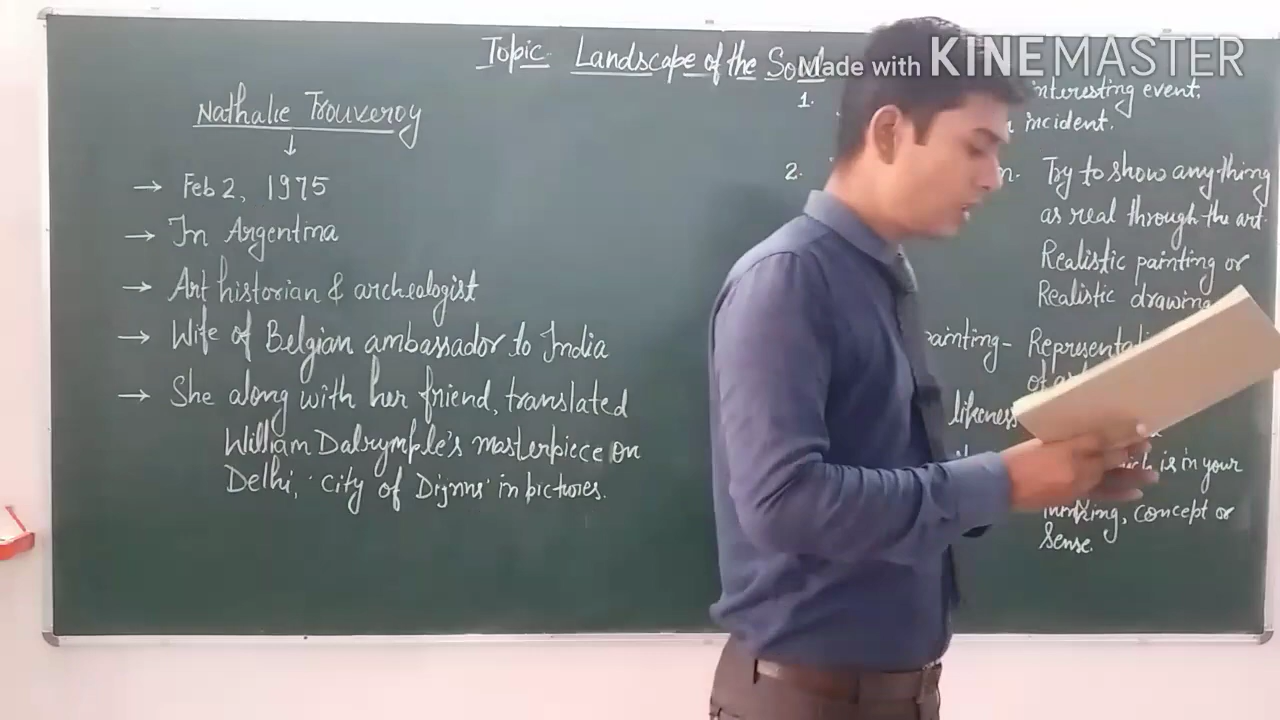 Topic: Landscape of the Soul
Made with KINEMASTER
Nathalie Trouveroy
↓
→ Feb 2, 1975
→ In Argentina
→ Art historian & archeologist
→ Wife of Belgian ambassador to India
→ She along with her friend, translated
William Dalrymple's masterpiece on
Delhi, 'City of Dijnns' in pictures.
1. interesting event,
incident.
2. Try to show anything
as real through the art.
Realistic painting or
Realistic drawing
painting - 
of
likeness
is in your
concept or
sense.